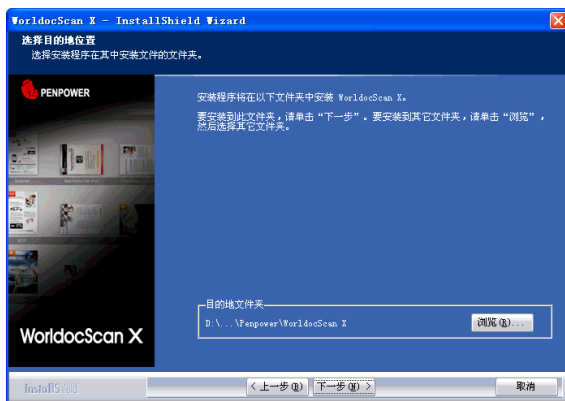 WorldocScan X - InstallShield Wizard
选择目的地位置
选择安装程序在其中安装文件的文件夹。
PENPOWER
安装程序将在以下文件夹中安装 WorldocScan X。
要安装到此文件夹,请单击“下一步”。要安装到其它文件夹,请单击“浏览”,
然后选择其它文件夹。
目的地文件夹
D:\...\Penpower\WorldocScan X
浏览(R)...
WorldocScan X
InstallShield
< 上一步(B)
下一步(N) >
取消